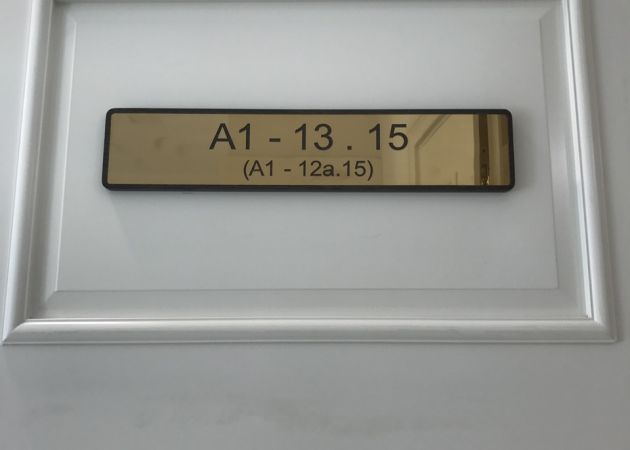 A1 - 13 . 15
(A1 - 12a.15)